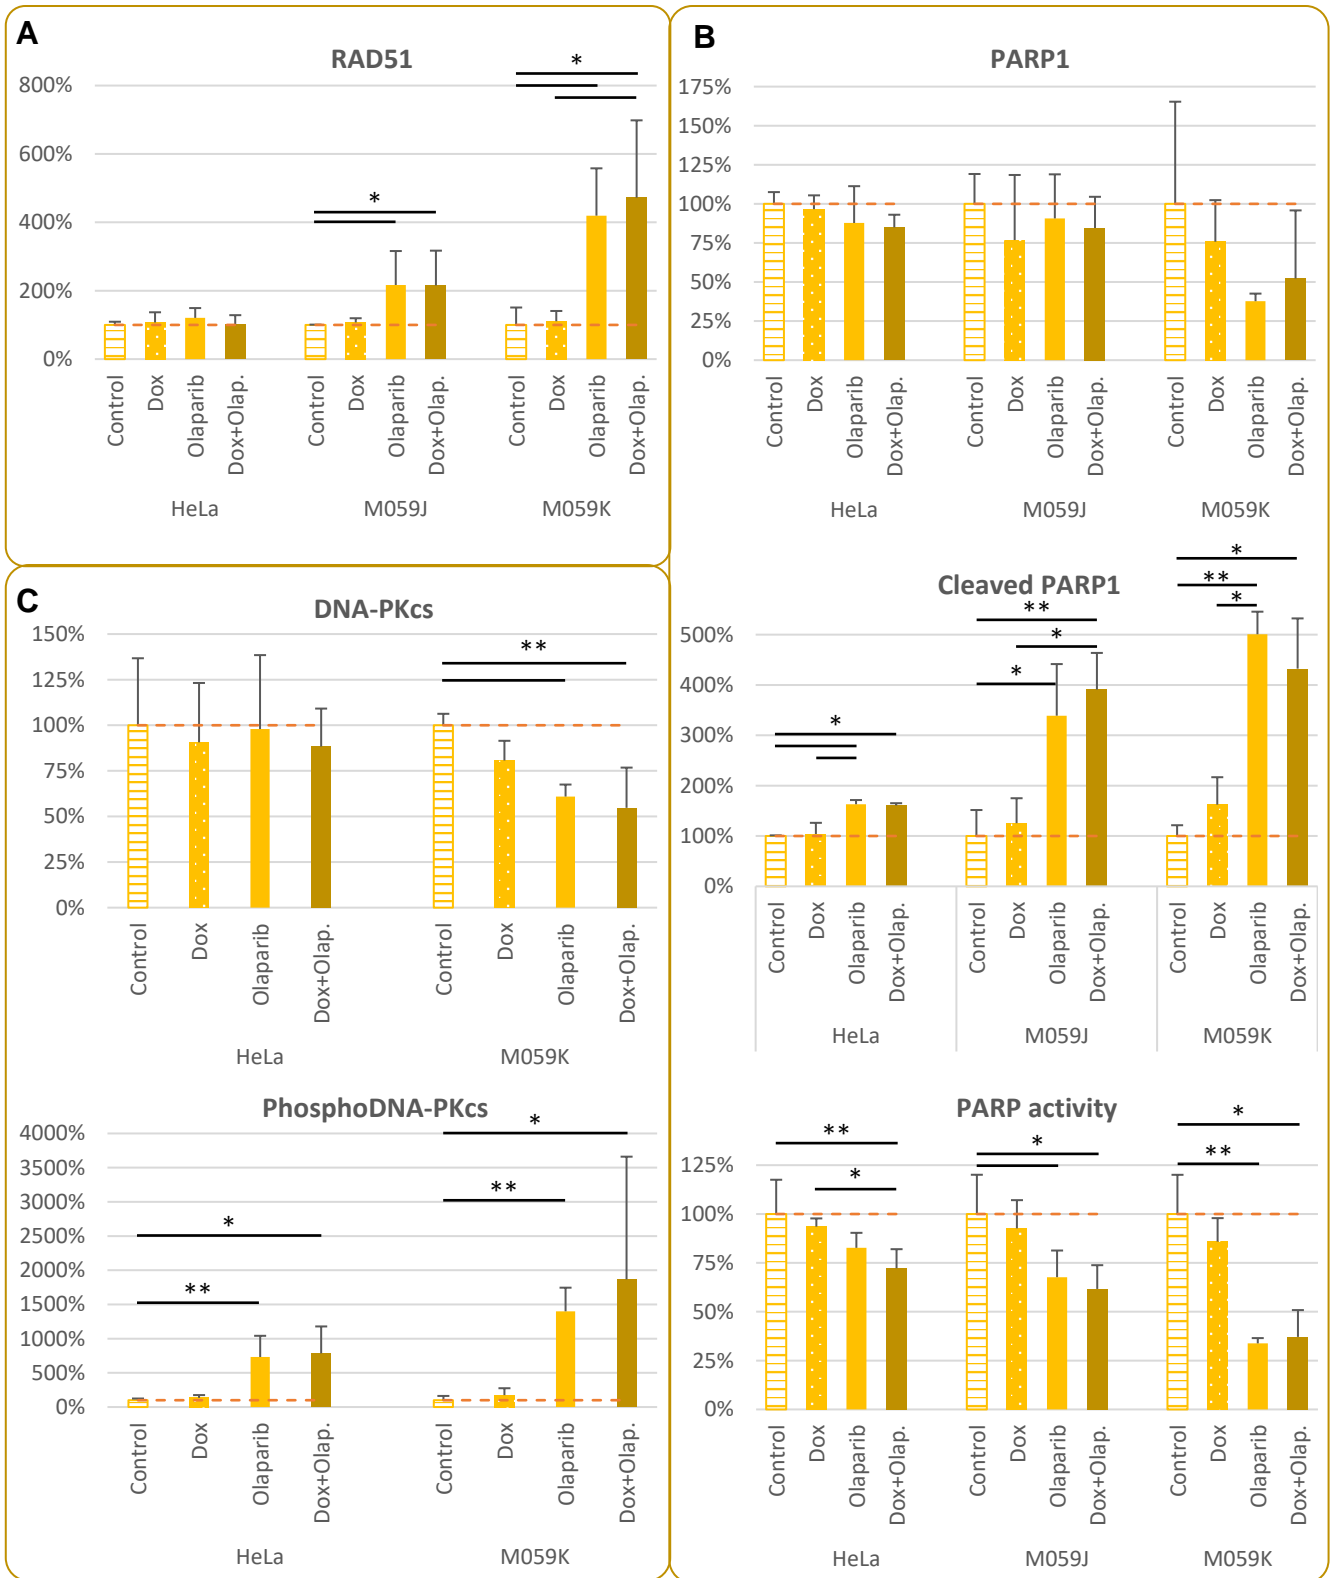 A
RAD51
800%
600%
400%
200%
0%
*
*
Control
Dox
Olaparib
Dox+Olap.
Control
Dox
Olaparib
Dox+Olap.
Control
Dox
Olaparib
Dox+Olap.
HeLa
M059J
M059K
B
PARP1
175%
150%
125%
100%
75%
50%
25%
0%
Control
Dox
Olaparib
Dox+Olap.
Control
Dox
Olaparib
Dox+Olap.
Control
Dox
Olaparib
Dox+Olap.
HeLa
M059J
M059K
Cleaved PARP1
500%
400%
300%
200%
100%
0%
*
**
*
*
*
**
*
Control
Dox
Olaparib
Dox+Olap.
Control
Dox
Olaparib
Dox+Olap.
Control
Dox
Olaparib
Dox+Olap.
HeLa
M059J
M059K
PARP activity
125%
100%
75%
50%
25%
0%
**
*
*
*
**
Control
Dox
Olaparib
Dox+Olap.
Control
Dox
Olaparib
Dox+Olap.
Control
Dox
Olaparib
Dox+Olap.
HeLa
M059J
M059K
C
DNA-PKcs
150%
125%
100%
75%
50%
25%
0%
**
Control
Dox
Olaparib
Dox+Olap.
Control
Dox
Olaparib
Dox+Olap.
HeLa
M059K
PhosphoDNA-PKcs
4000%
3500%
3000%
2500%
2000%
1500%
1000%
500%
0%
*
**
*
**
Control
Dox
Olaparib
Dox+Olap.
Control
Dox
Olaparib
Dox+Olap.
HeLa
M059K